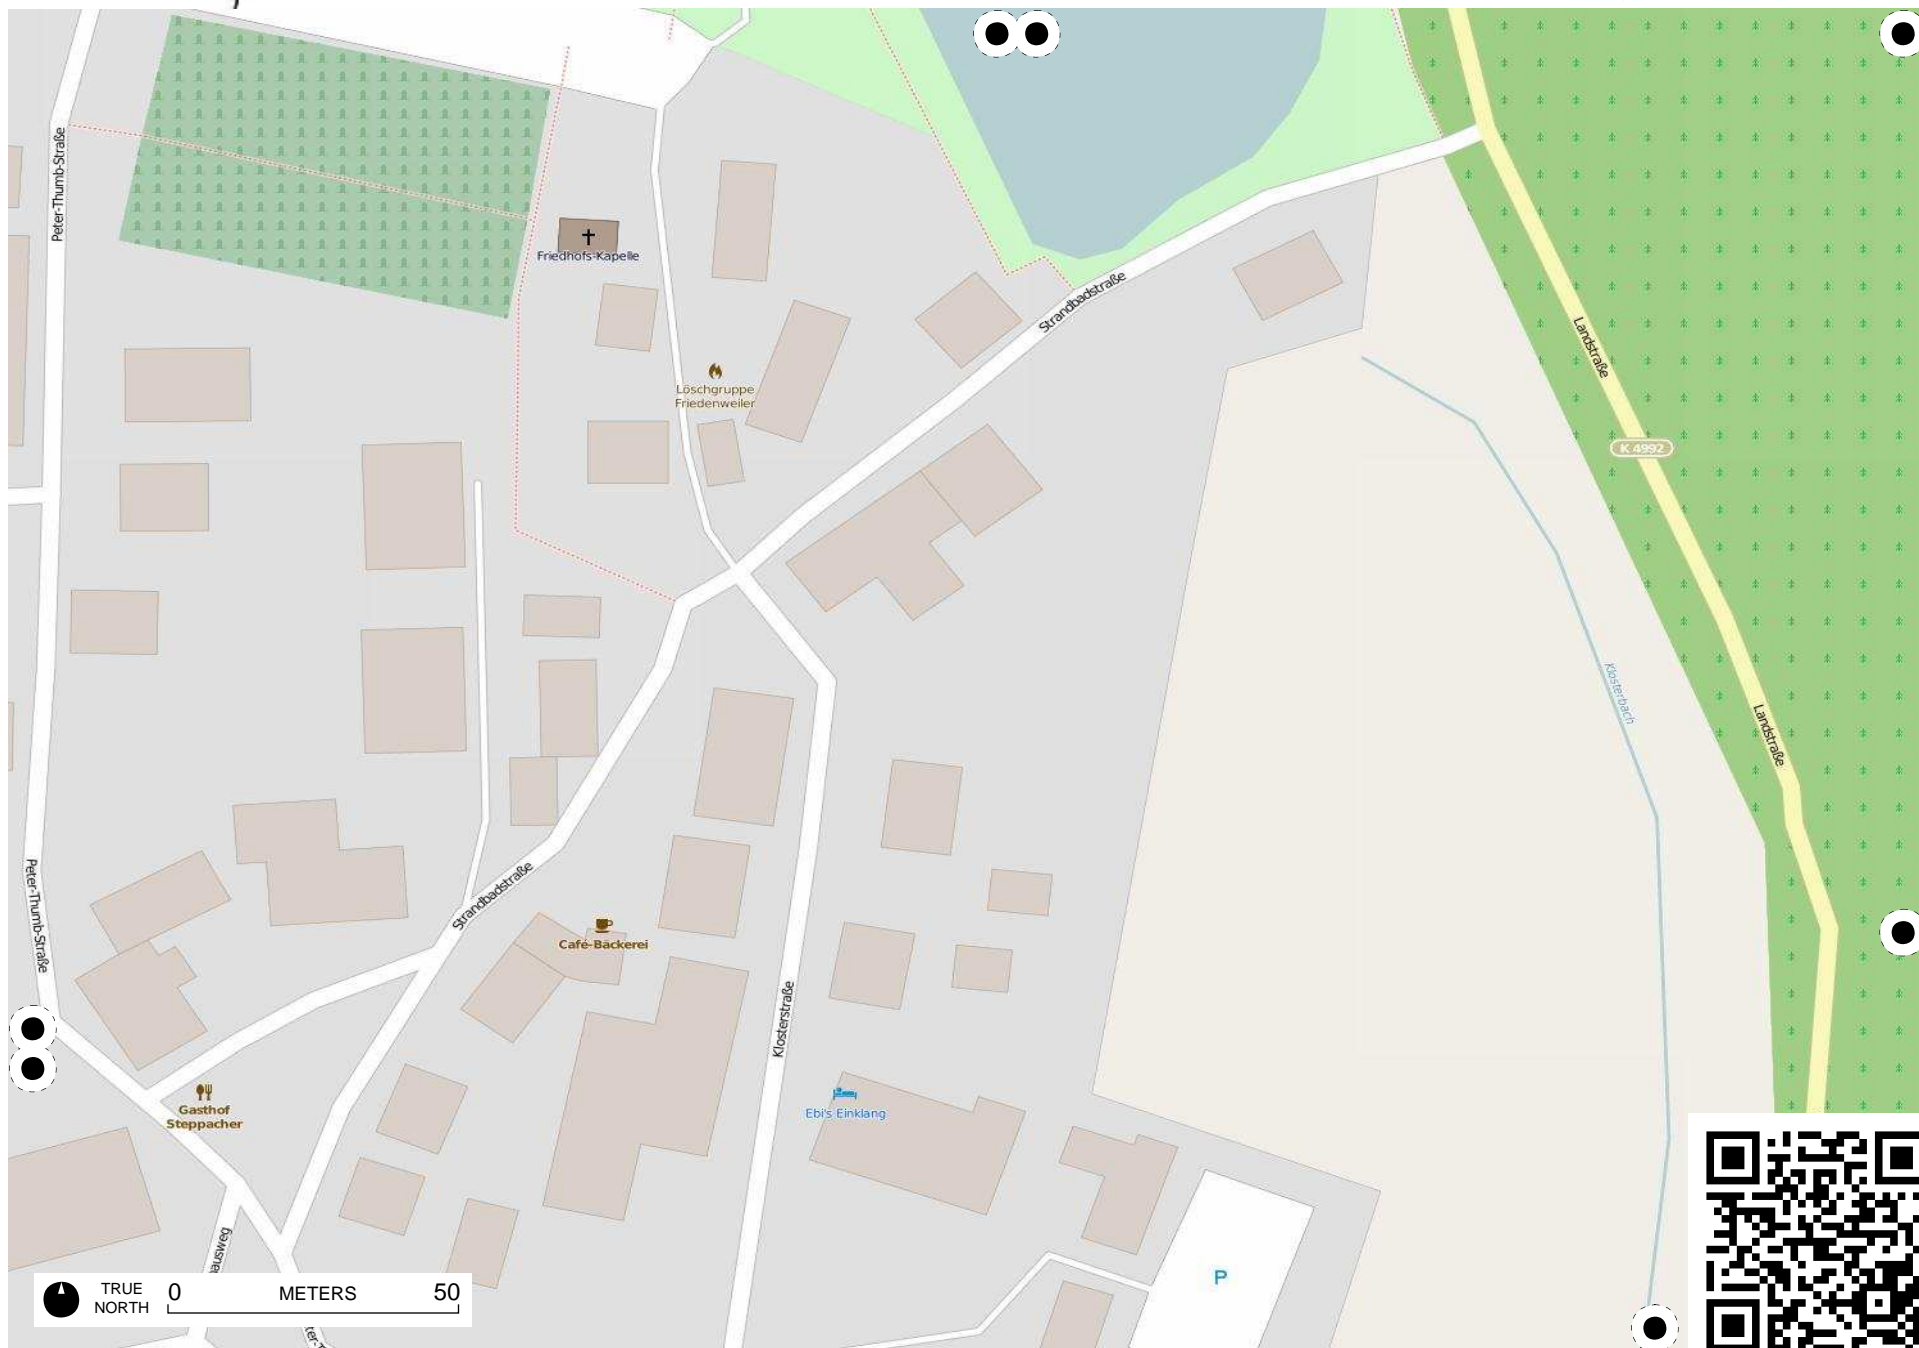 Peter-Thumb-Straße
Friedhofs-Kapelle
Strandbadstraße
Landstraße
Löschgruppe
Friedenweiler
K 4992
Klosterbach
Landstraße
Peter-Thumb-Straße
Strandbadstraße
Café-Bäckerei
Klosterstraße
Gasthof
Steppacher
Ebi's Einklang
P
TRUE
NORTH
0 METERS 50